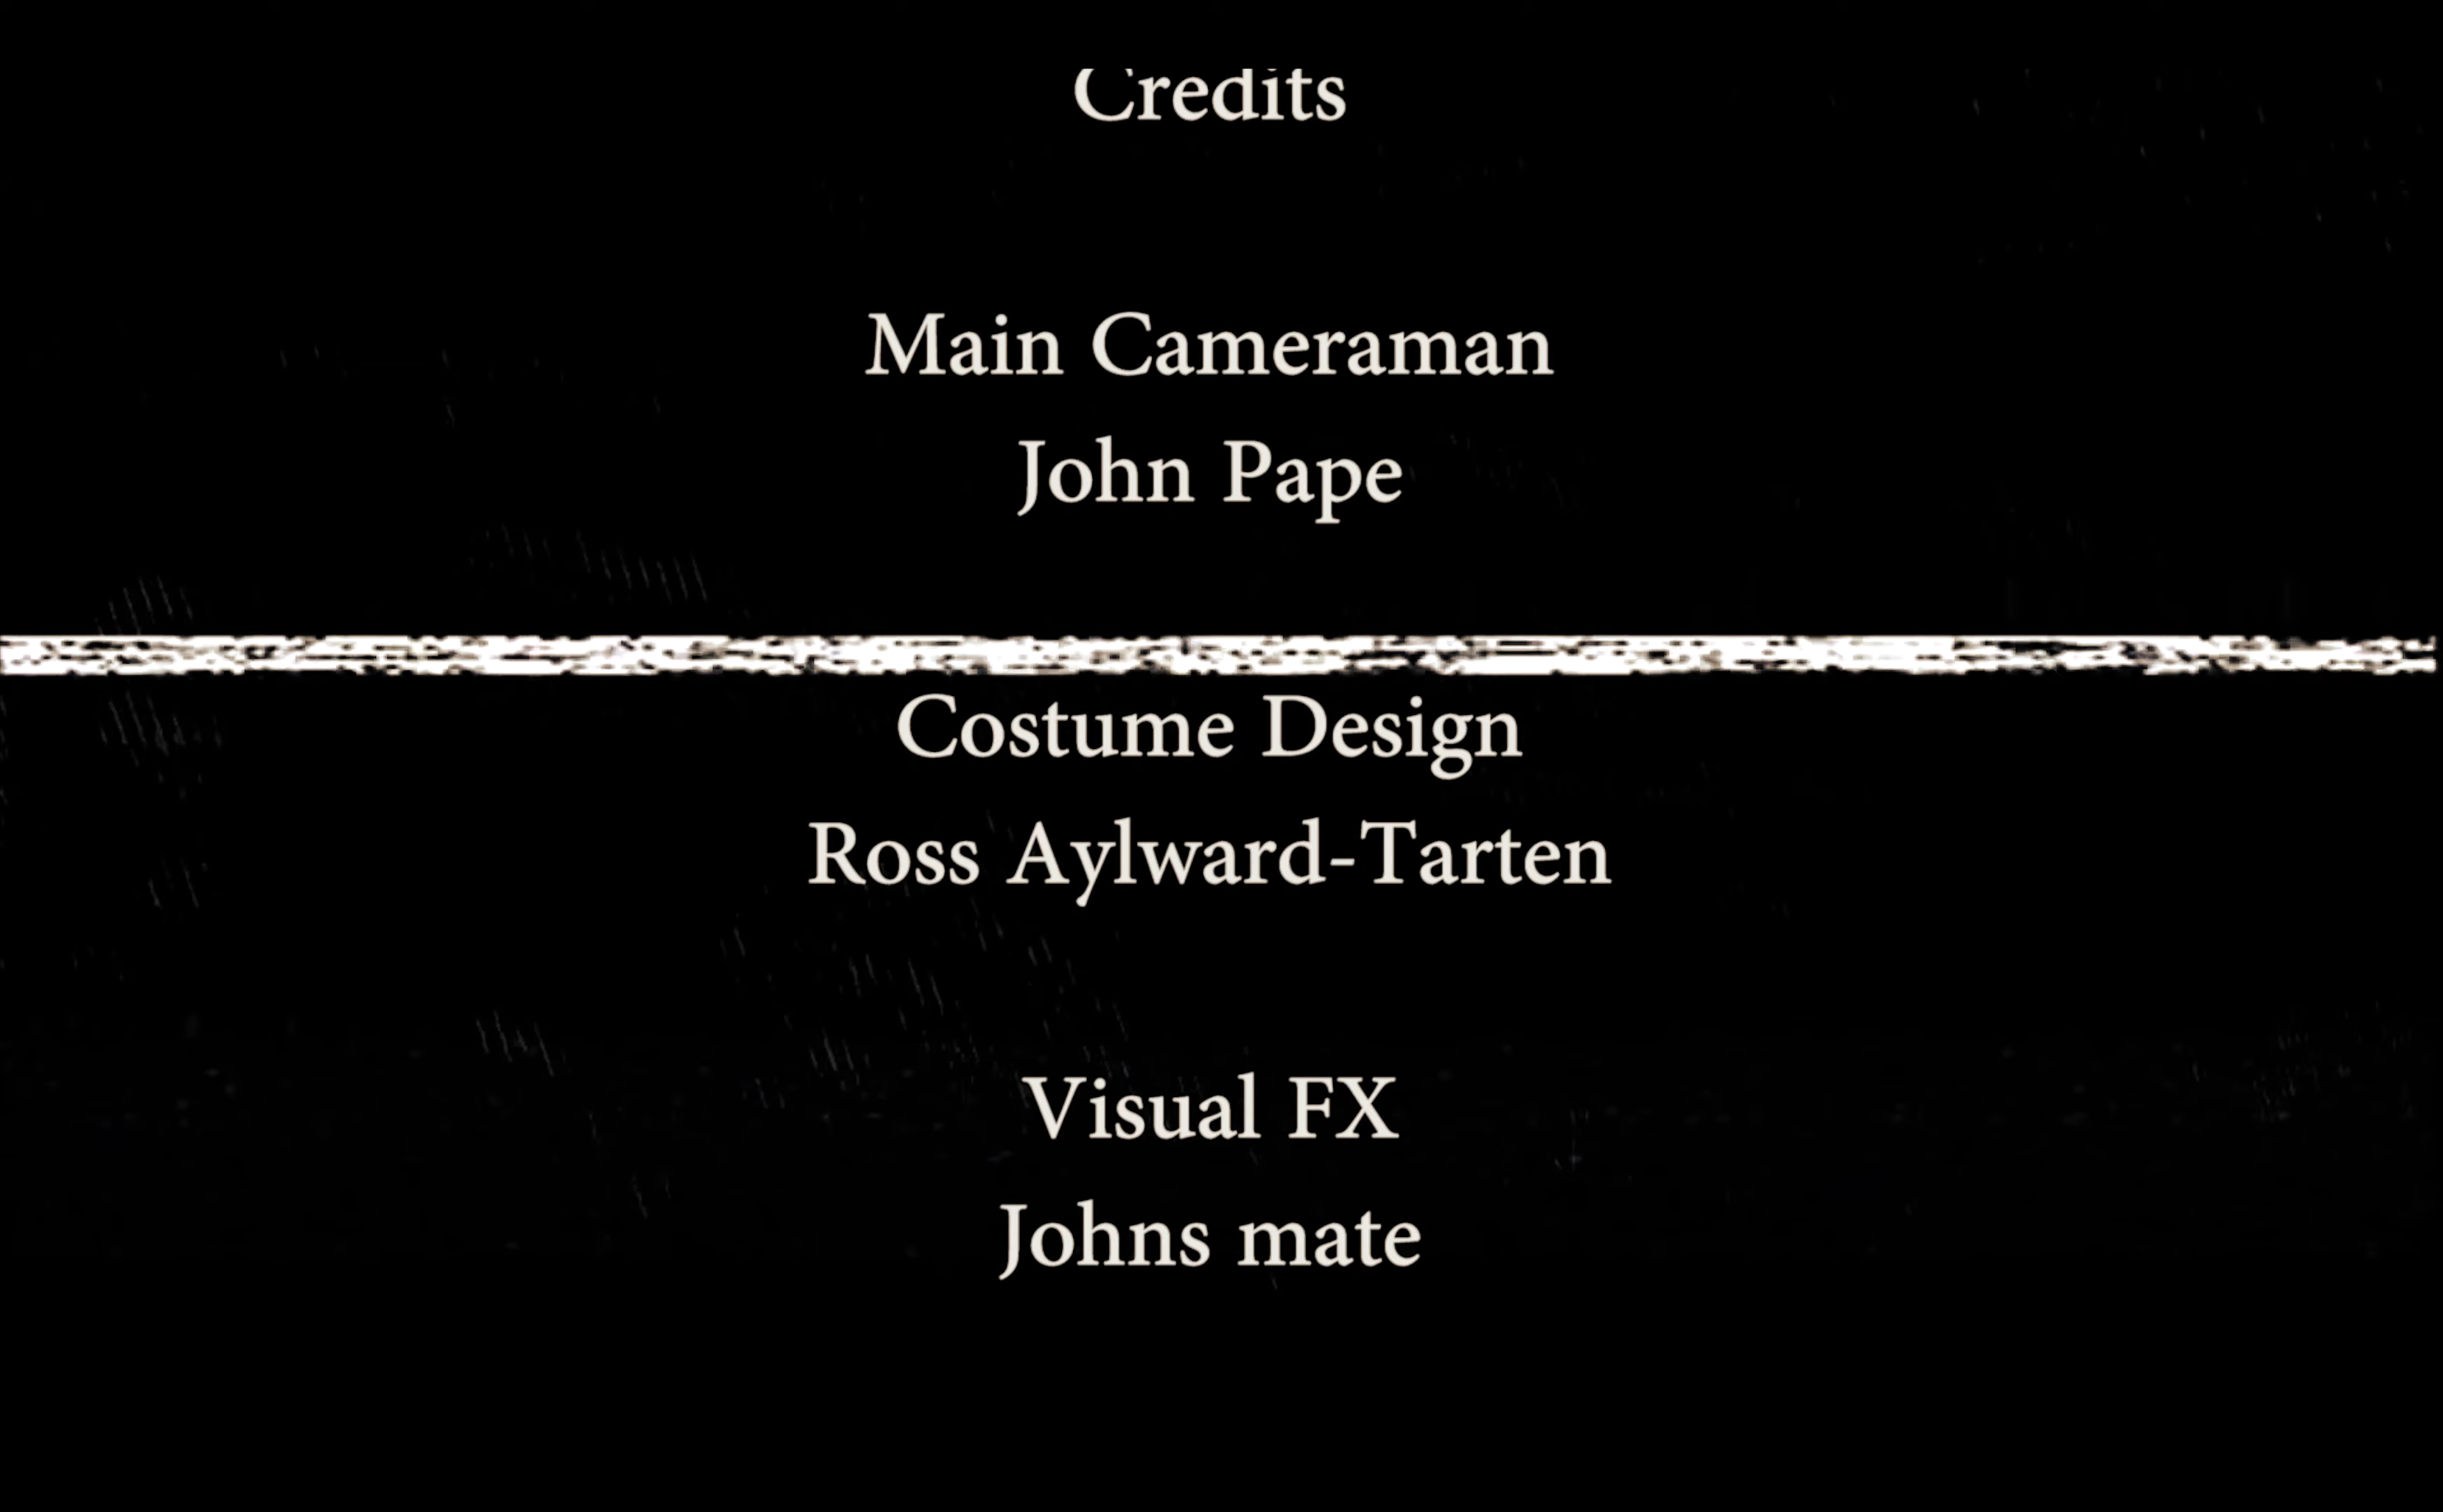 Credits
Main Cameraman
John Pape
Costume Design
Ross Aylward-Tarten
Visual FX
Johns mate